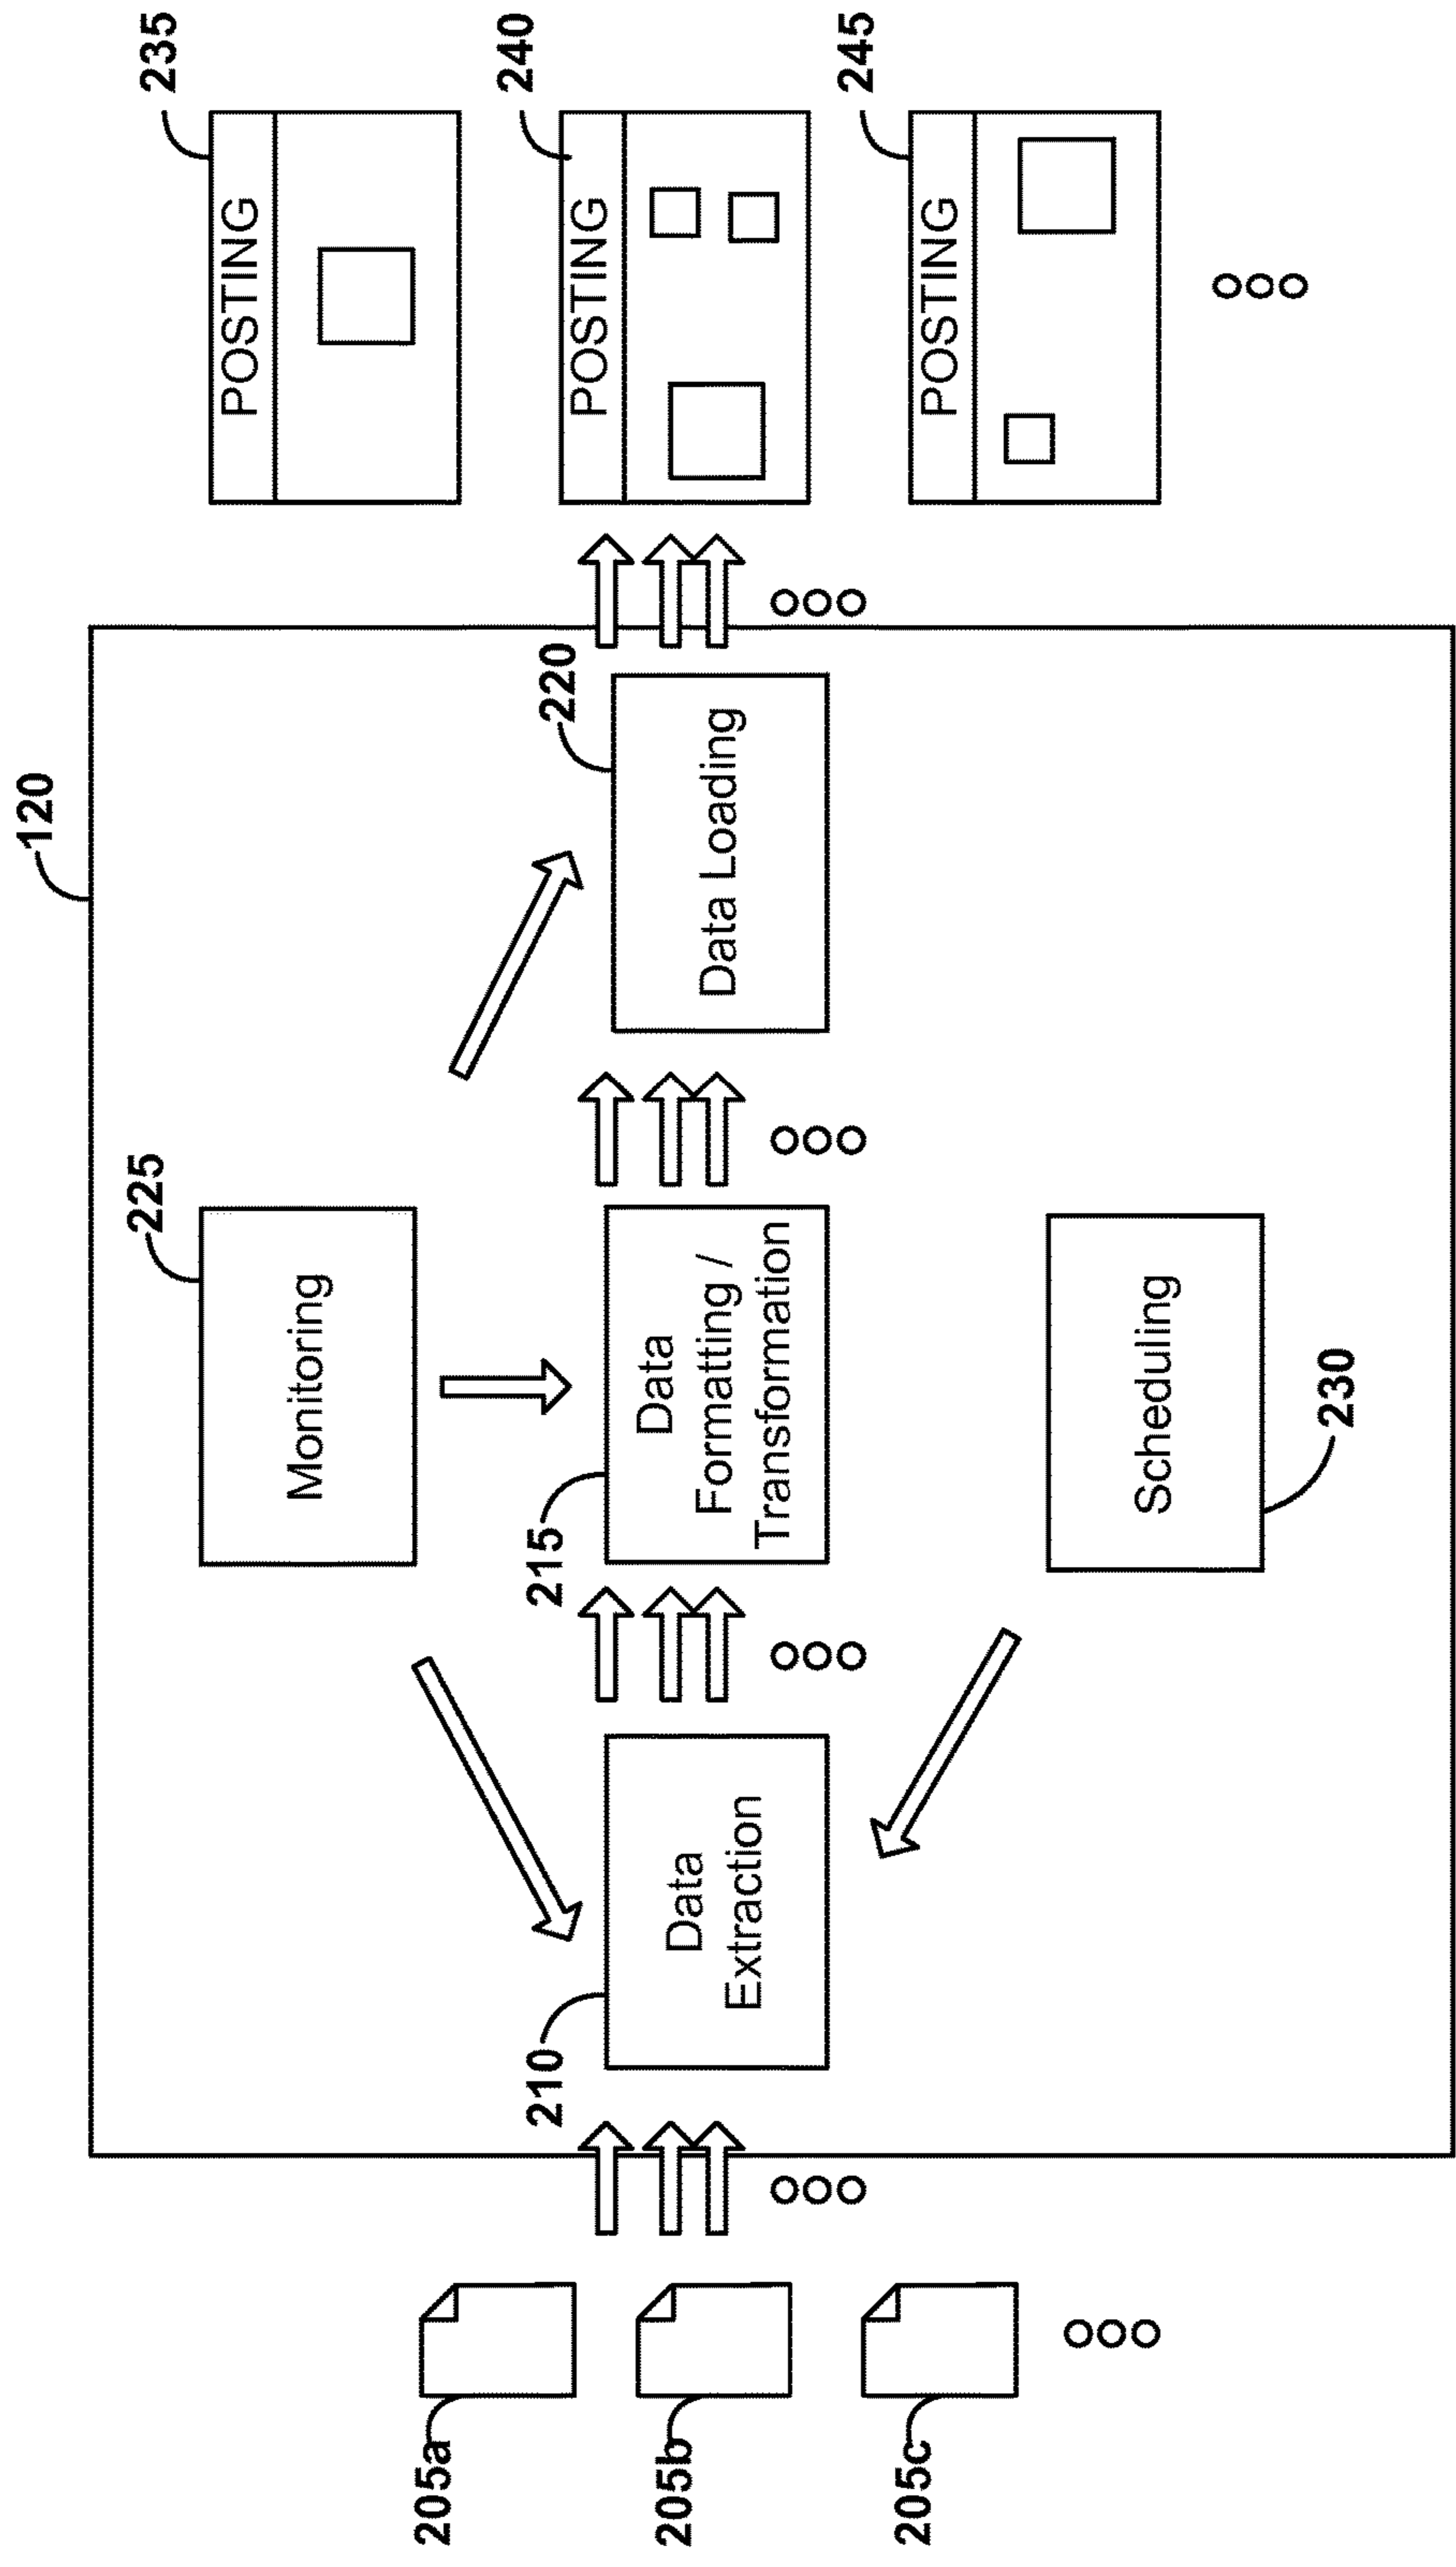 120
225
Monitoring
235
POSTING
205a
205b
205c
210
Data
Extraction
215
Data
Formatting /
Transformation
220
Data Loading
240
POSTING
245
POSTING
Scheduling
230